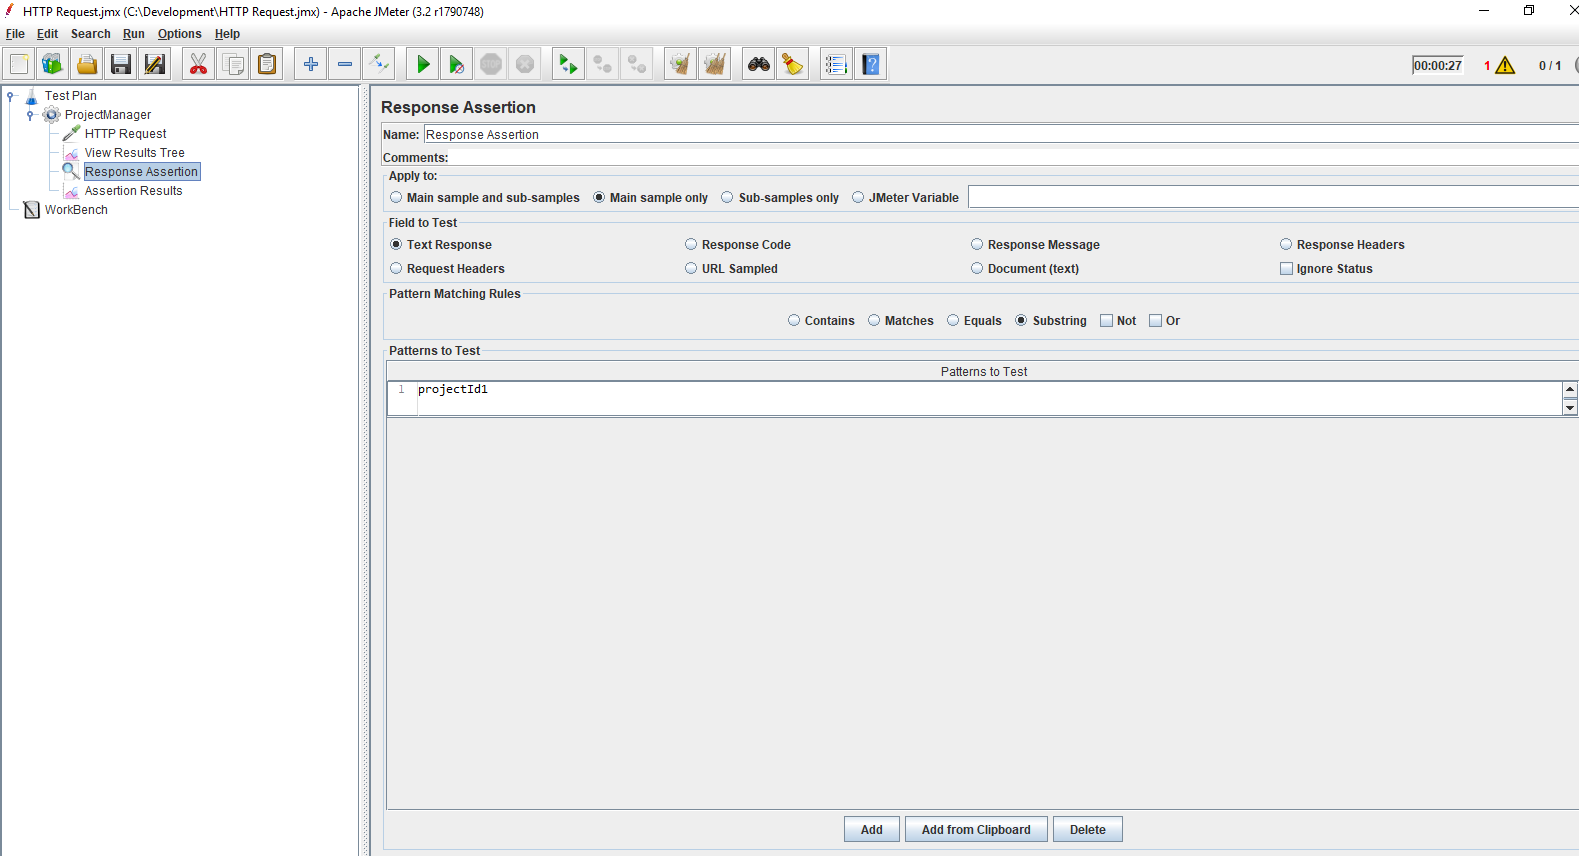 HTTP Request.jmx (C:\Development\HTTP Request.jmx) - Apache JMeter (3.2 r1790748)
File Edit Search Run Options Help
STOP
00:00:27 1 0 / 1
Test Plan
ProjectManager
HTTP Request
View Results Tree
Response Assertion
Assertion Results
WorkBench
Response Assertion
Name: Response Assertion
Comments:
Apply to:
Main sample and sub-samples Main sample only Sub-samples only JMeter Variable
Field to Test
Text Response Response Code Response Message Response Headers
Request Headers URL Sampled Document (text) Ignore Status
Pattern Matching Rules
Contains Matches Equals Substring Not Or
Patterns to Test
Patterns to Test
1 projectId1
Add Add from Clipboard Delete